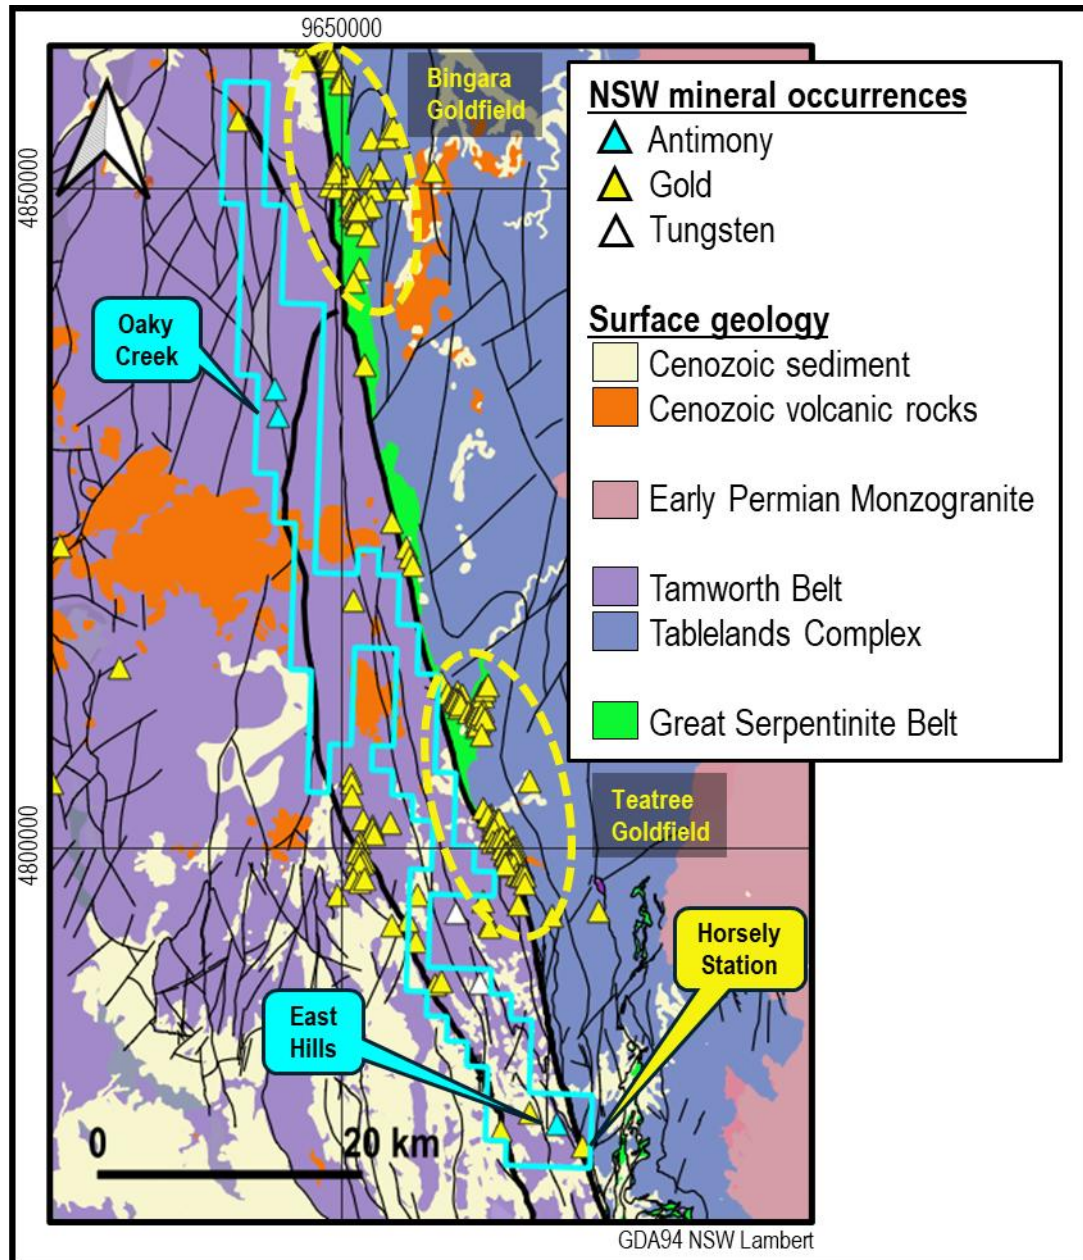 9650000
Bingara
Goldfield
4850000
Oaky
Creek
NSW mineral occurrences
Antimony
Gold
Tungsten
Surface geology
Cenozoic sediment
Cenozoic volcanic rocks
Early Permian Monzogranite
Tamworth Belt
Tablelands Complex
Great Serpentinite Belt
Teatree
Goldfield
4800000
Horsely
Station
East
Hills
0 20 km
GDA94 NSW Lambert